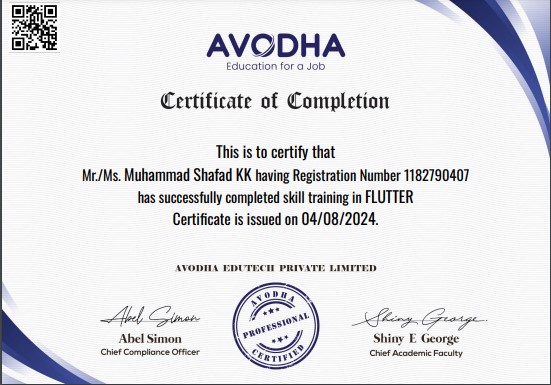 AVODHA
Education for a Job
Certificate of Completion
This is to certify that
Mr./Ms. Muhammad Shafad KK having Registration Number 1182790407
has successfully completed skill training in FLUTTER
Certificate is issued on 04/08/2024.
AVODHA EDUTECH PRIVATE LIMITED
Abel Simon
Abel Simon
Chief Compliance Officer
AVODHA
PROFESSIONAL
CERTIFIED
Shiny George
Shiny E George
Chief Academic Faculty